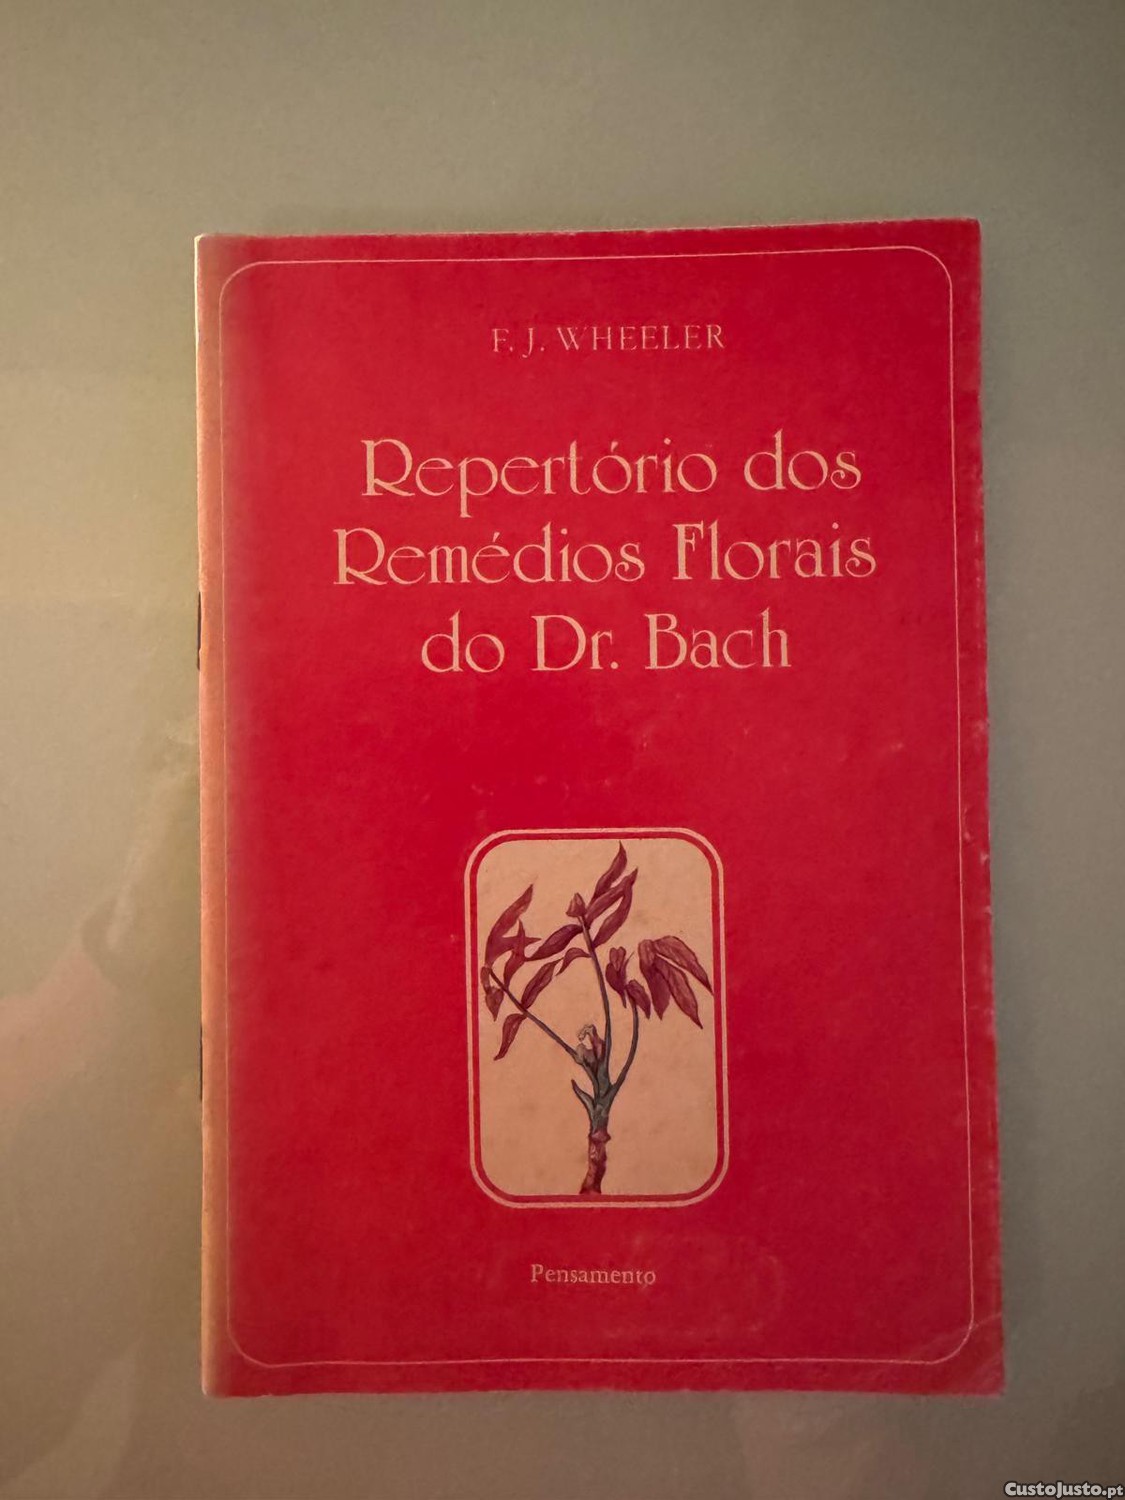 F. J. WHEELER
Repertório dos
Remédios Florais
do Dr. Bach
Pensamento
CustoJusto.pt